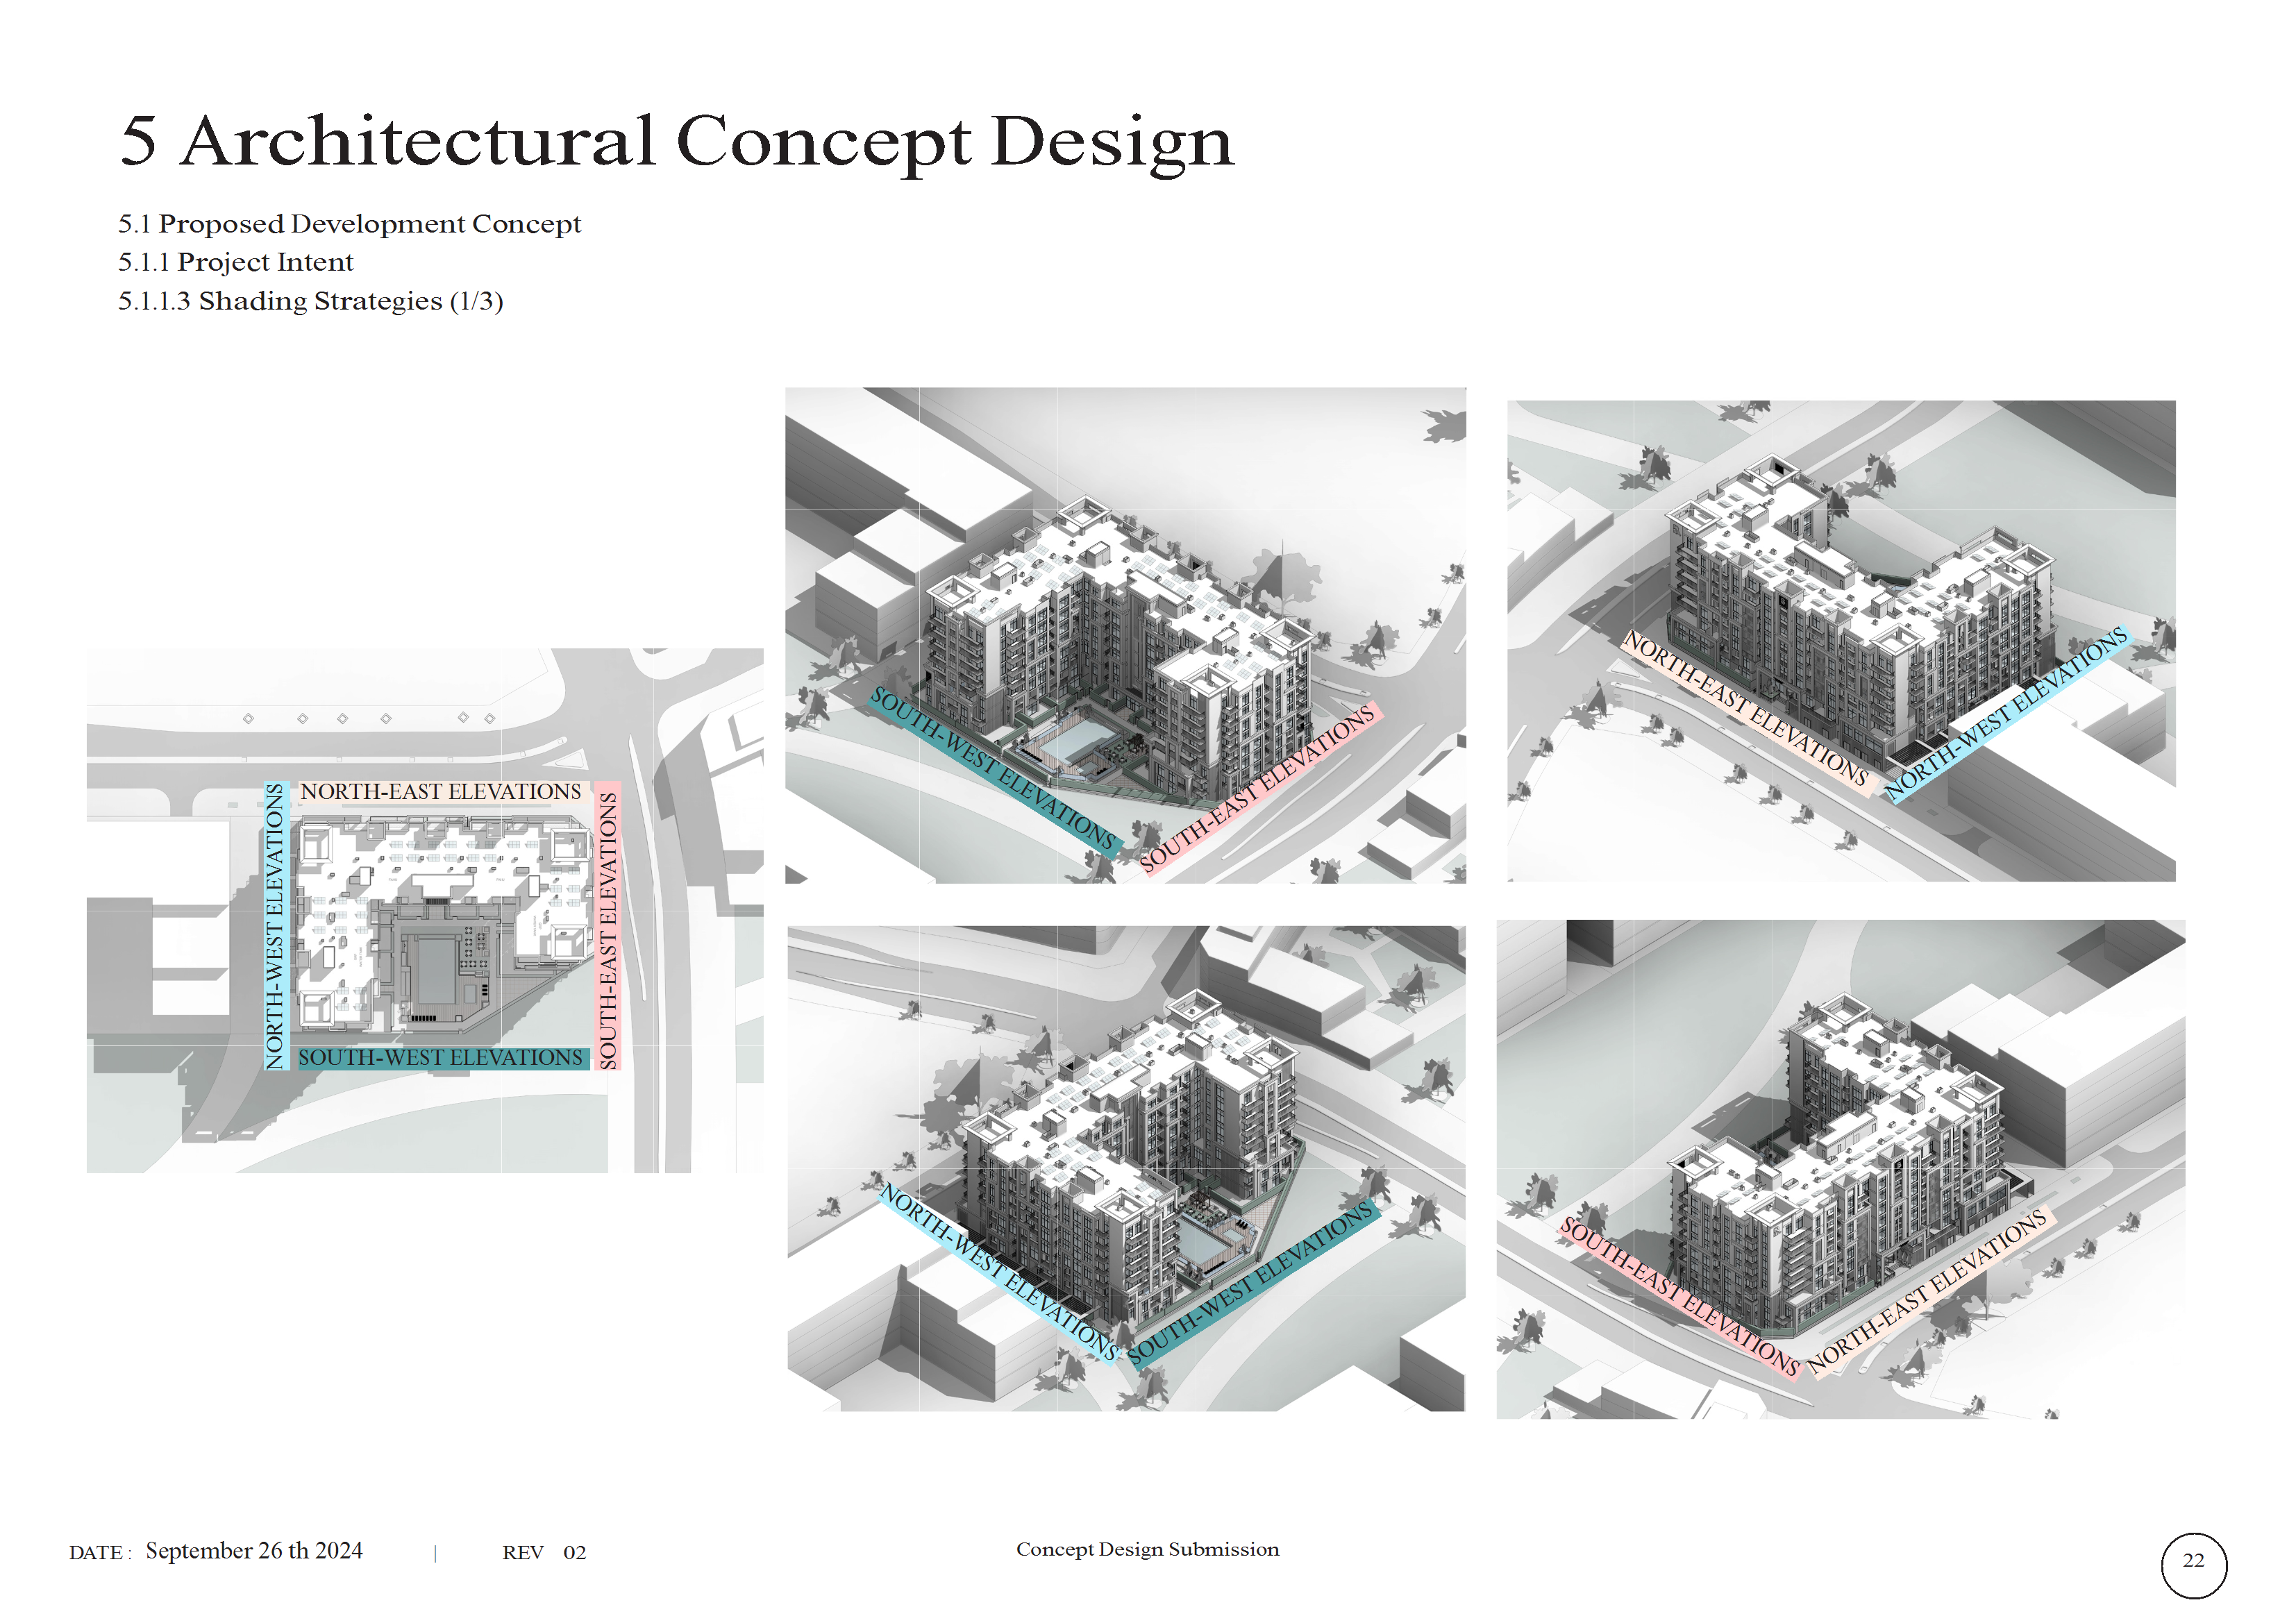 5 Architectural Concept Design
5.1 Proposed Development Concept
5.1.1 Project Intent
5.1.1.3 Shading Strategies (1/3)
NORTH-EAST ELEVATIONS
NORTH-WEST ELEVATIONS
SOUTH-EAST ELEVATIONS
SOUTH-WEST ELEVATIONS
SOUTH-WEST ELEVATIONS
SOUTH-EAST ELEVATIONS
NORTH-EAST ELEVATIONS
NORTH-WEST ELEVATIONS
NORTH-WEST ELEVATIONS
SOUTH-WEST ELEVATIONS
SOUTH-EAST ELEVATIONS
NORTH-EAST ELEVATIONS
DATE : September 26 th 2024 | REV 02
Concept Design Submission
22